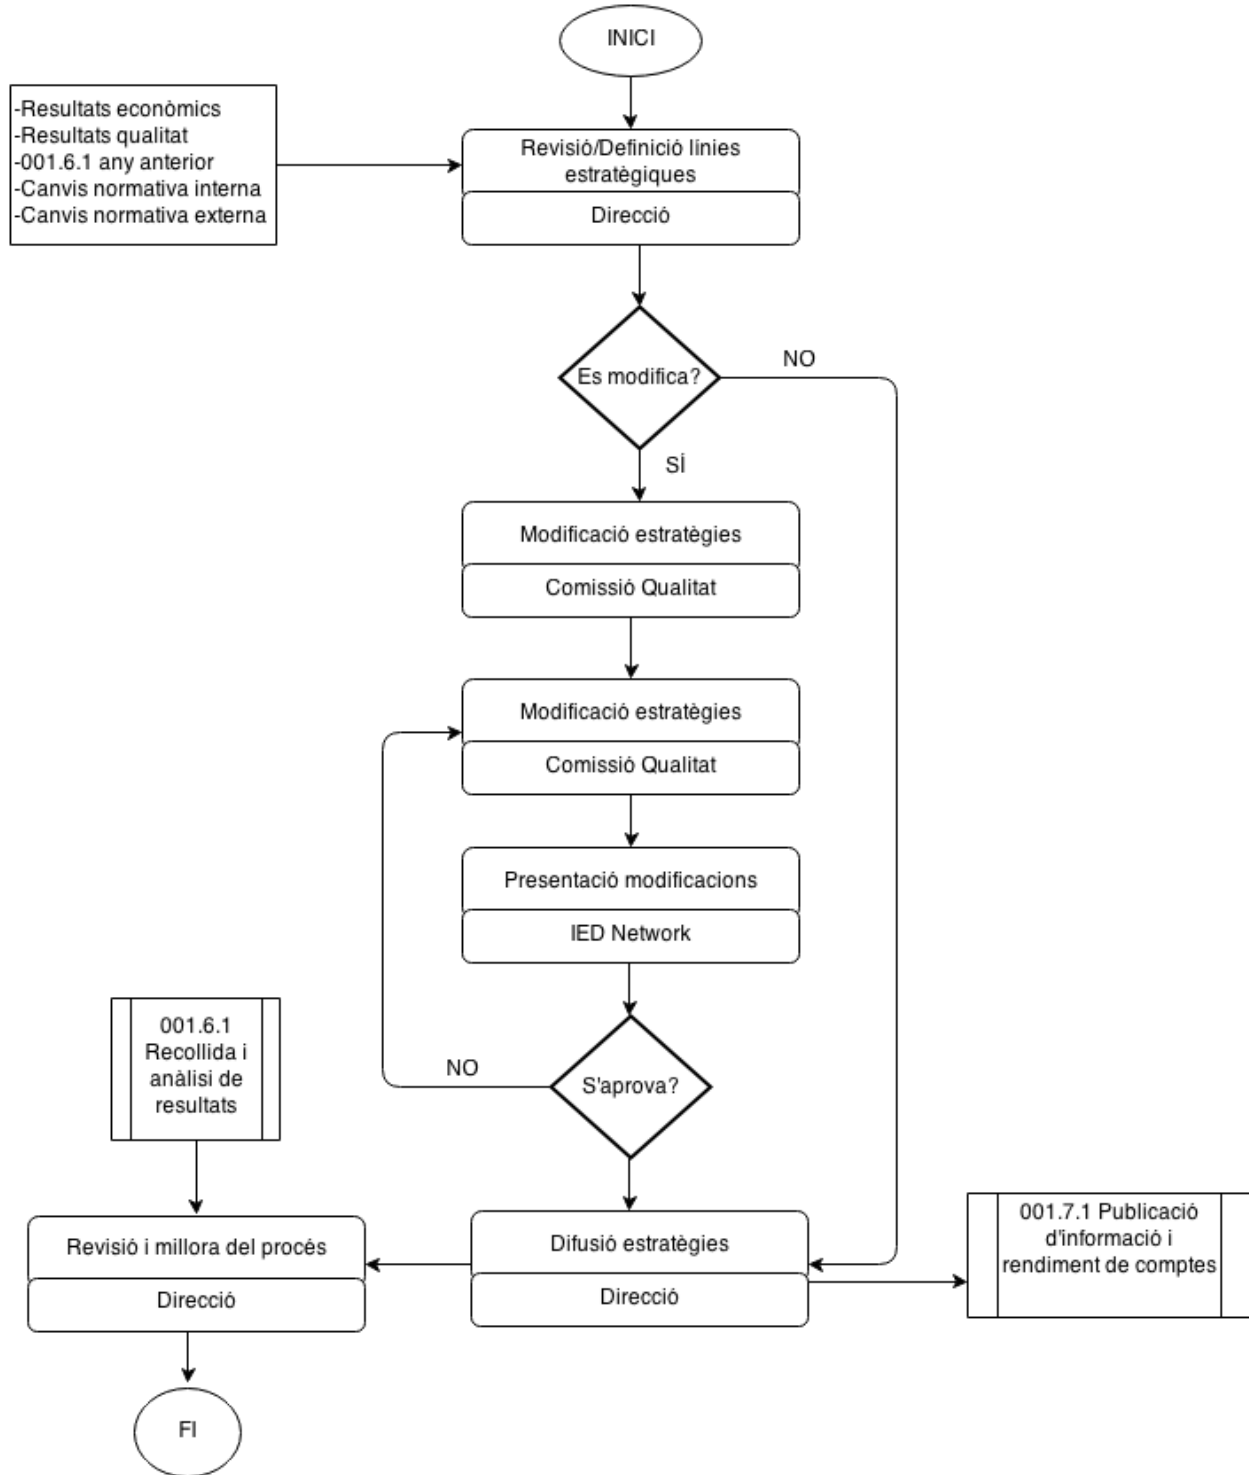 INICI
-Resultats econòmics
-Resultats qualitat
-001.6.1 any anterior
-Canvis normativa interna
-Canvis normativa externa
Revisió/Definició línies
estratègiques
Direcció
Es modifica?
NO
SÍ
Modificació estratègies
Comissió Qualitat
Modificació estratègies
Comissió Qualitat
Presentació modificacions
IED Network
S'aprova?
NO
001.6.1
Recollida i
anàlisi de
resultats
Revisió i millora del procés
Direcció
Difusió estratègies
Direcció
001.7.1 Publicació
d'informació i
rendiment de comptes
FI